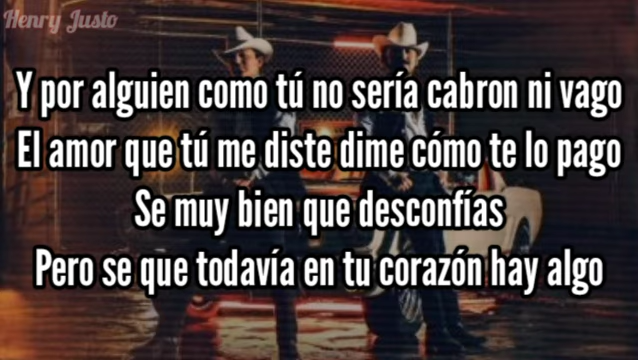 Henry Justo
Y por alguien como tú no sería cabron ni vago
El amor que tú me diste dime cómo te lo pago
Se muy bien que desconfías
Pero se que todavía en tu corazón hay algo